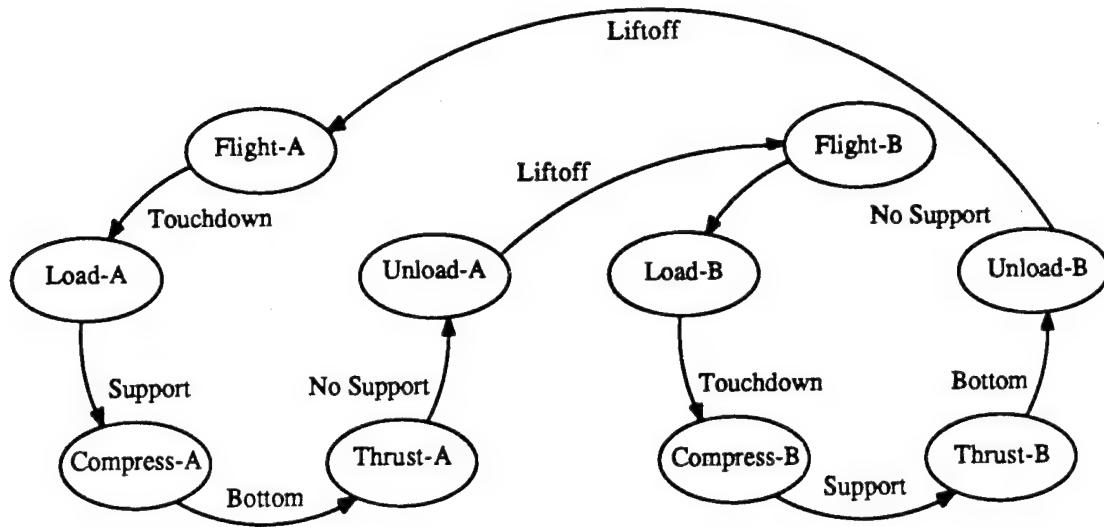 Liftoff
Flight-A
Flight-B
Liftoff
Touchdown
No Support
Load-A
Unload-A
Load-B
Unload-B
Support
No Support
Touchdown
Bottom
Compress-A
Thrust-A
Compress-B
Thrust-B
Bottom
Support